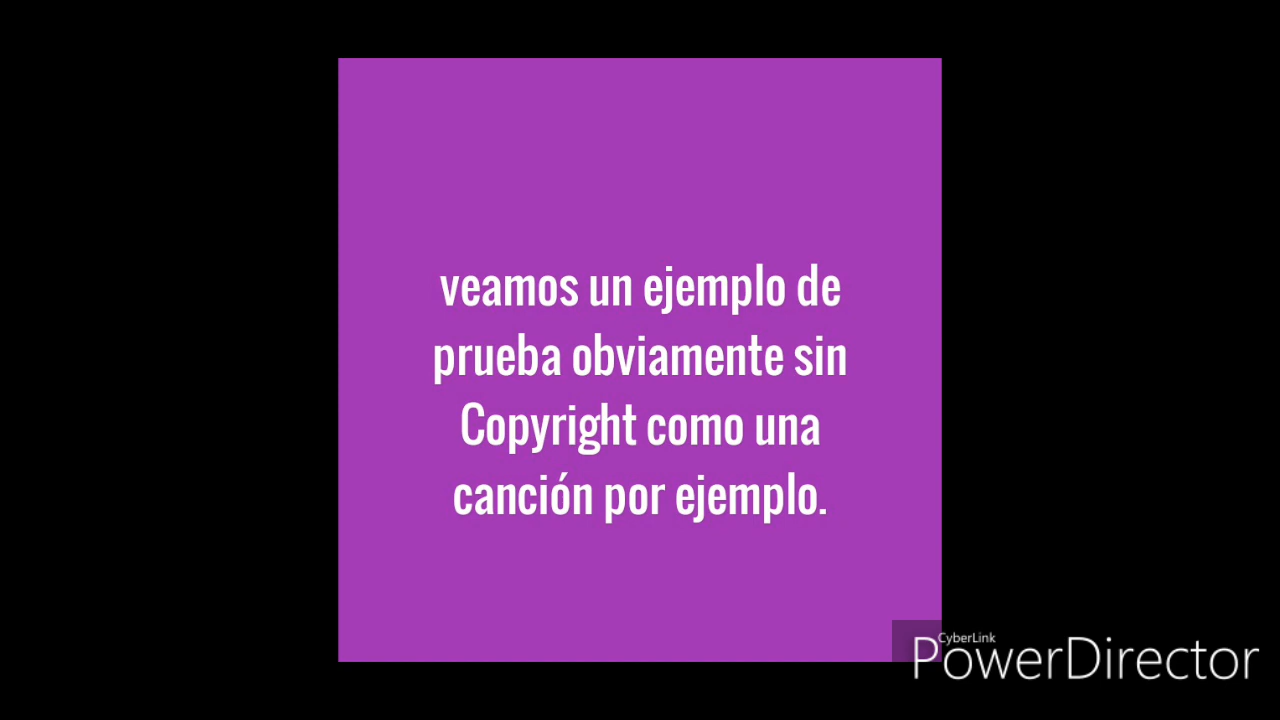 veamos un ejemplo de
prueba obviamente sin
Copyright como una
canción por ejemplo.
CyberLink
PowerDirector